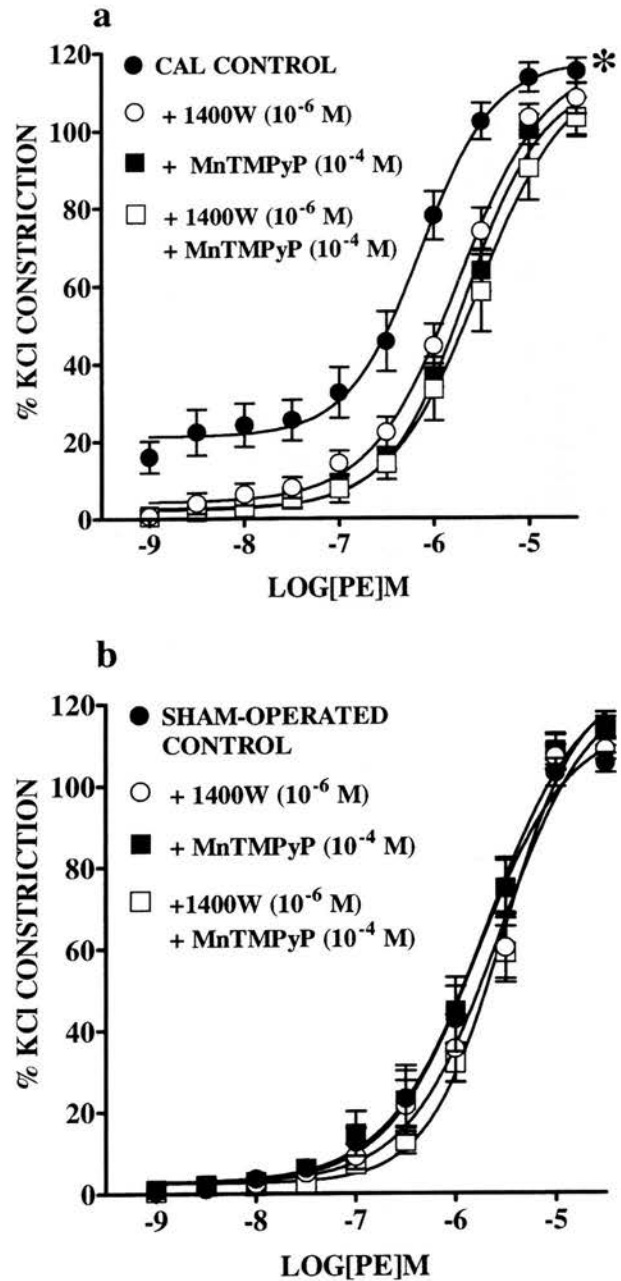 a
120
100
80
60
40
20
0
% KCl CONSTRICTION
● CAL CONTROL
○ + 1400W (10⁻⁶ M)
■ + MnTMPyP (10⁻⁴ M)
□ + 1400W (10⁻⁶ M)
+ MnTMPyP (10⁻⁴ M)
*
-9 -8 -7 -6 -5
LOG[PE]M
b
120
100
80
60
40
20
0
% KCl CONSTRICTION
● SHAM-OPERATED
CONTROL
○ + 1400W (10⁻⁶ M)
■ + MnTMPyP (10⁻⁴ M)
□ +1400W (10⁻⁶ M)
+ MnTMPyP (10⁻⁴ M)
-9 -8 -7 -6 -5
LOG[PE]M